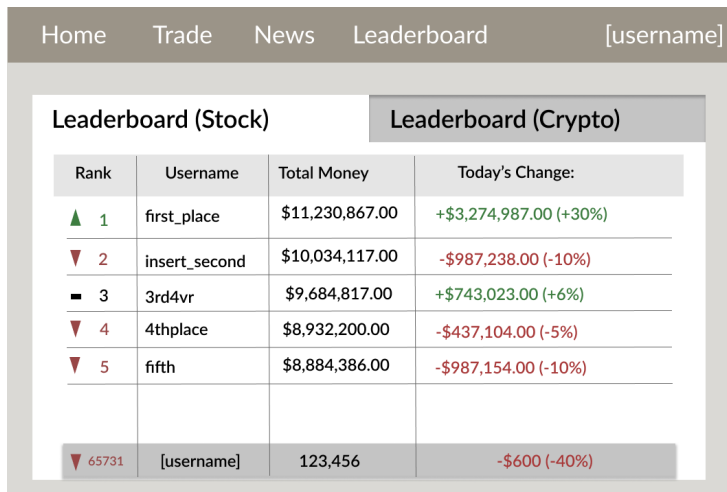 Home Trade News Leaderboard [username]
Leaderboard (Stock) Leaderboard (Crypto)
Rank Username Total Money Today's Change:
1 first_place $11,230,867.00 +$3,274,987.00 (+30%)
2 insert_second $10,034,117.00 -$987,238.00 (-10%)
3 3rd4vr $9,684,817.00 +$743,023.00 (+6%)
4 4thplace $8,932,200.00 -$437,104.00 (-5%)
5 fifth $8,884,386.00 -$987,154.00 (-10%)
65731 [username] 123,456 -$600 (-40%)